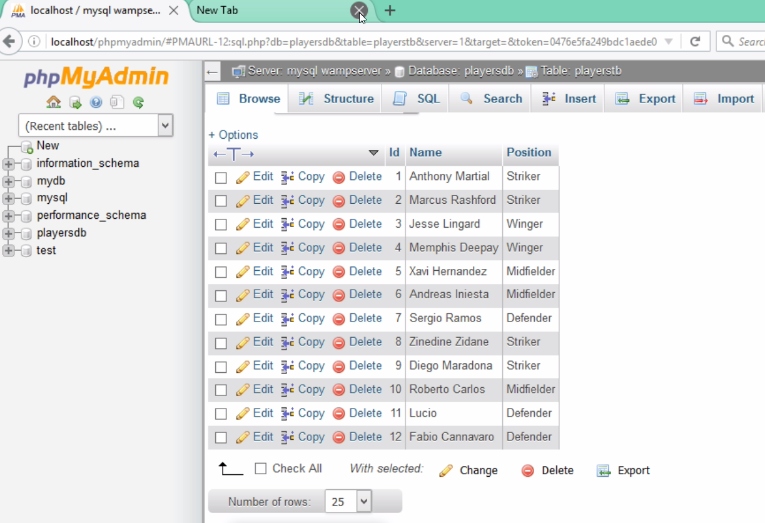 localhost / mysql wampse...
New Tab
localhost/phpmyadmin/#PMAURL-12:sql.php?db=playersdb&table=playerstb&server=1&target=&token=0476e5fa249bdc1aede0
Searc
phpMyAdmin
Server: mysql wampserver » Database: playersdb » Table: playerstb
Browse Structure SQL Search Insert Export Import
(Recent tables) ...
New
information_schema
mydb
mysql
performance_schema
playersdb
test
+ Options
←T→ Id Name Position
Edit Copy Delete 1 Anthony Martial Striker
Edit Copy Delete 2 Marcus Rashford Striker
Edit Copy Delete 3 Jesse Lingard Winger
Edit Copy Delete 4 Memphis Deepay Winger
Edit Copy Delete 5 Xavi Hernandez Midfielder
Edit Copy Delete 6 Andreas Iniesta Midfielder
Edit Copy Delete 7 Sergio Ramos Defender
Edit Copy Delete 8 Zinedine Zidane Striker
Edit Copy Delete 9 Diego Maradona Striker
Edit Copy Delete 10 Roberto Carlos Midfielder
Edit Copy Delete 11 Lucio Defender
Edit Copy Delete 12 Fabio Cannavaro Defender
Check All With selected: Change Delete Export
Number of rows: 25